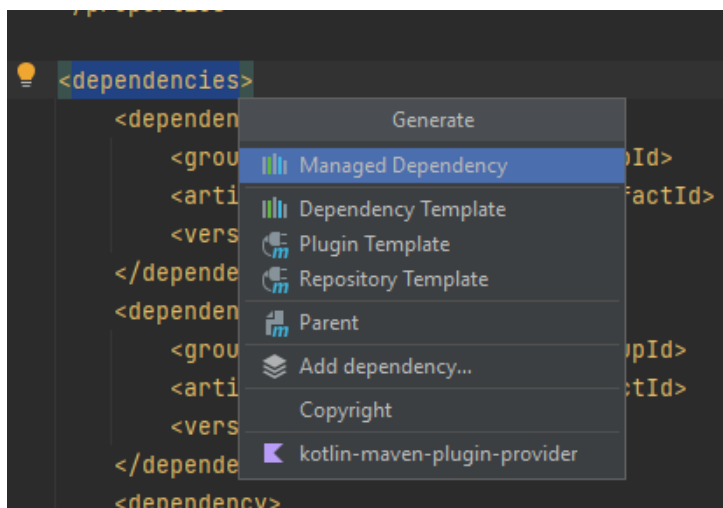 <dependencies>
Generate
<dependen
<grou
pId>
Managed Dependency
<arti
factId>
Dependency Template
<vers
Plugin Template
</depende
Repository Template
<dependen
Parent
<grou
upId>
Add dependency...
<arti
ctId>
Copyright
<vers
kotlin-maven-plugin-provider
</depende
<dependency>